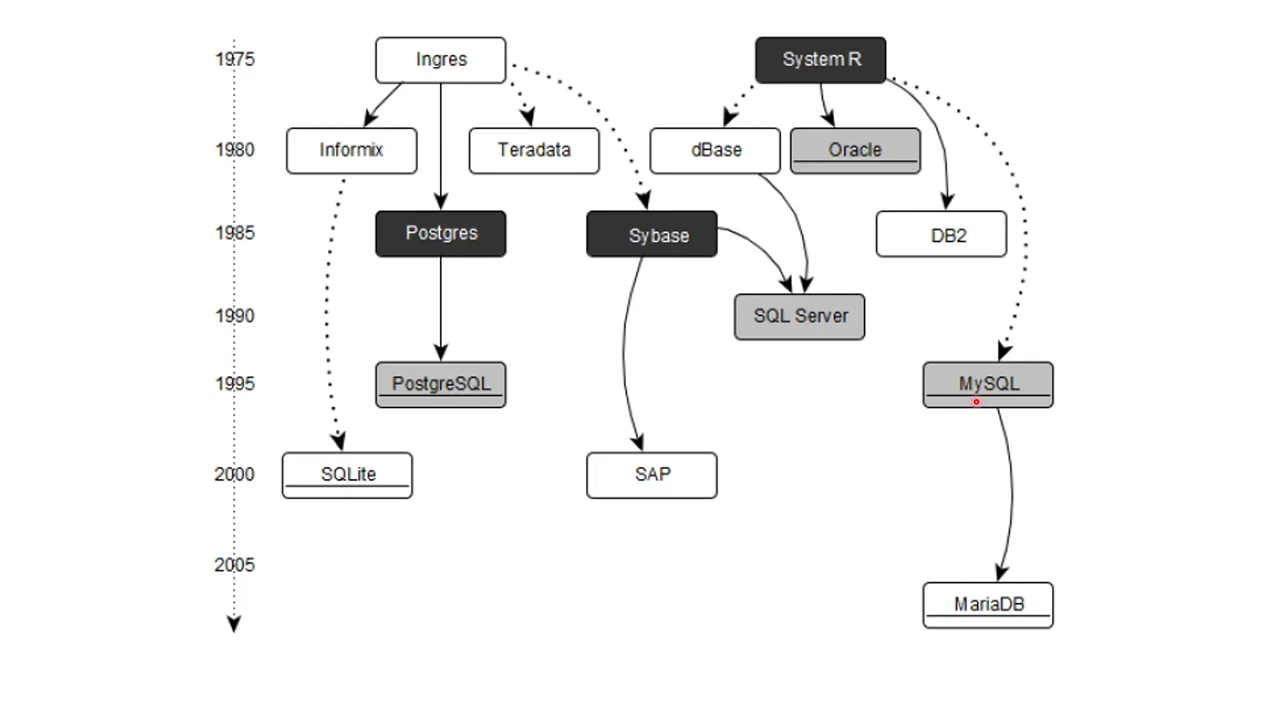 1975
Ingres
System R
1980
Informix
Teradata
dBase
Oracle
1985
Postgres
Sybase
DB2
1990
SQL Server
1995
PostgreSQL
MySQL
2000
SQLite
SAP
2005
MariaDB